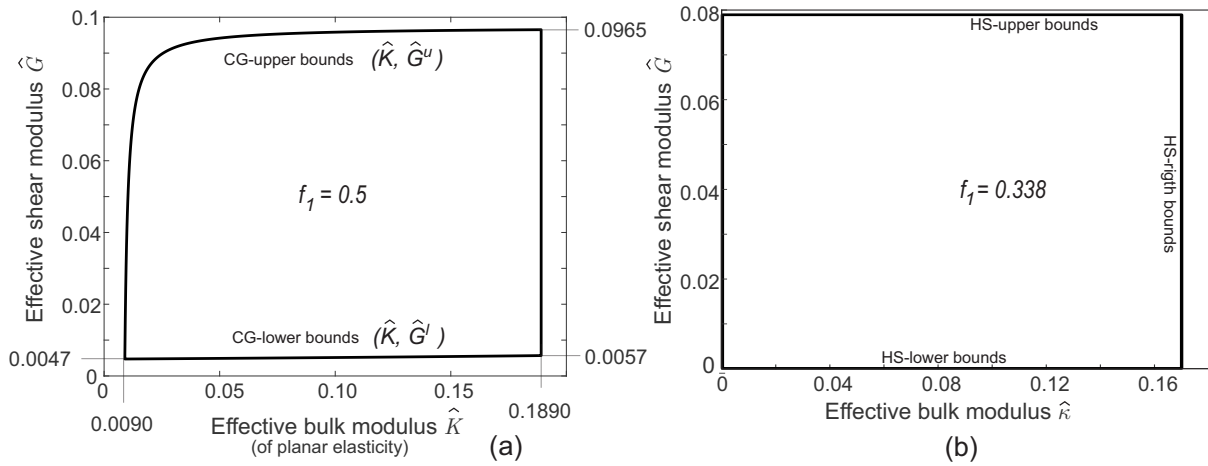 0.1
0.08
0.06
0.04
0.02
0.0047
0
Effective shear modulus Ĝ
CG-upper bounds (K̂, Ĝᵘ)
f₁ = 0.5
CG-lower bounds (K̂, Ĝˡ)
0.0965
0.0057
0 0.05 0.10 0.15
0.0090
0.1890
Effective bulk modulus K̂
(of planar elasticity)
(a)
0.08
0.06
0.04
0.02
0
Effective shear modulus Ĝ
HS-upper bounds
f₁ = 0.338
HS-rigth bounds
HS-lower bounds
0 0.04 0.08 0.12 0.16
Effective bulk modulus κ̂
(b)